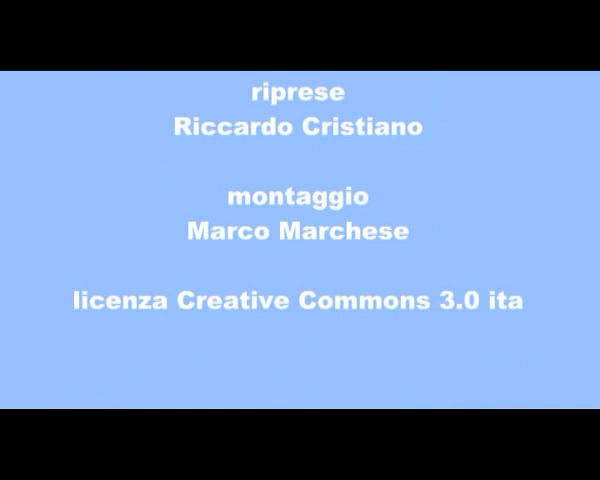 riprese
Riccardo Cristiano
montaggio
Marco Marchese
licenza Creative Commons 3.0 ita